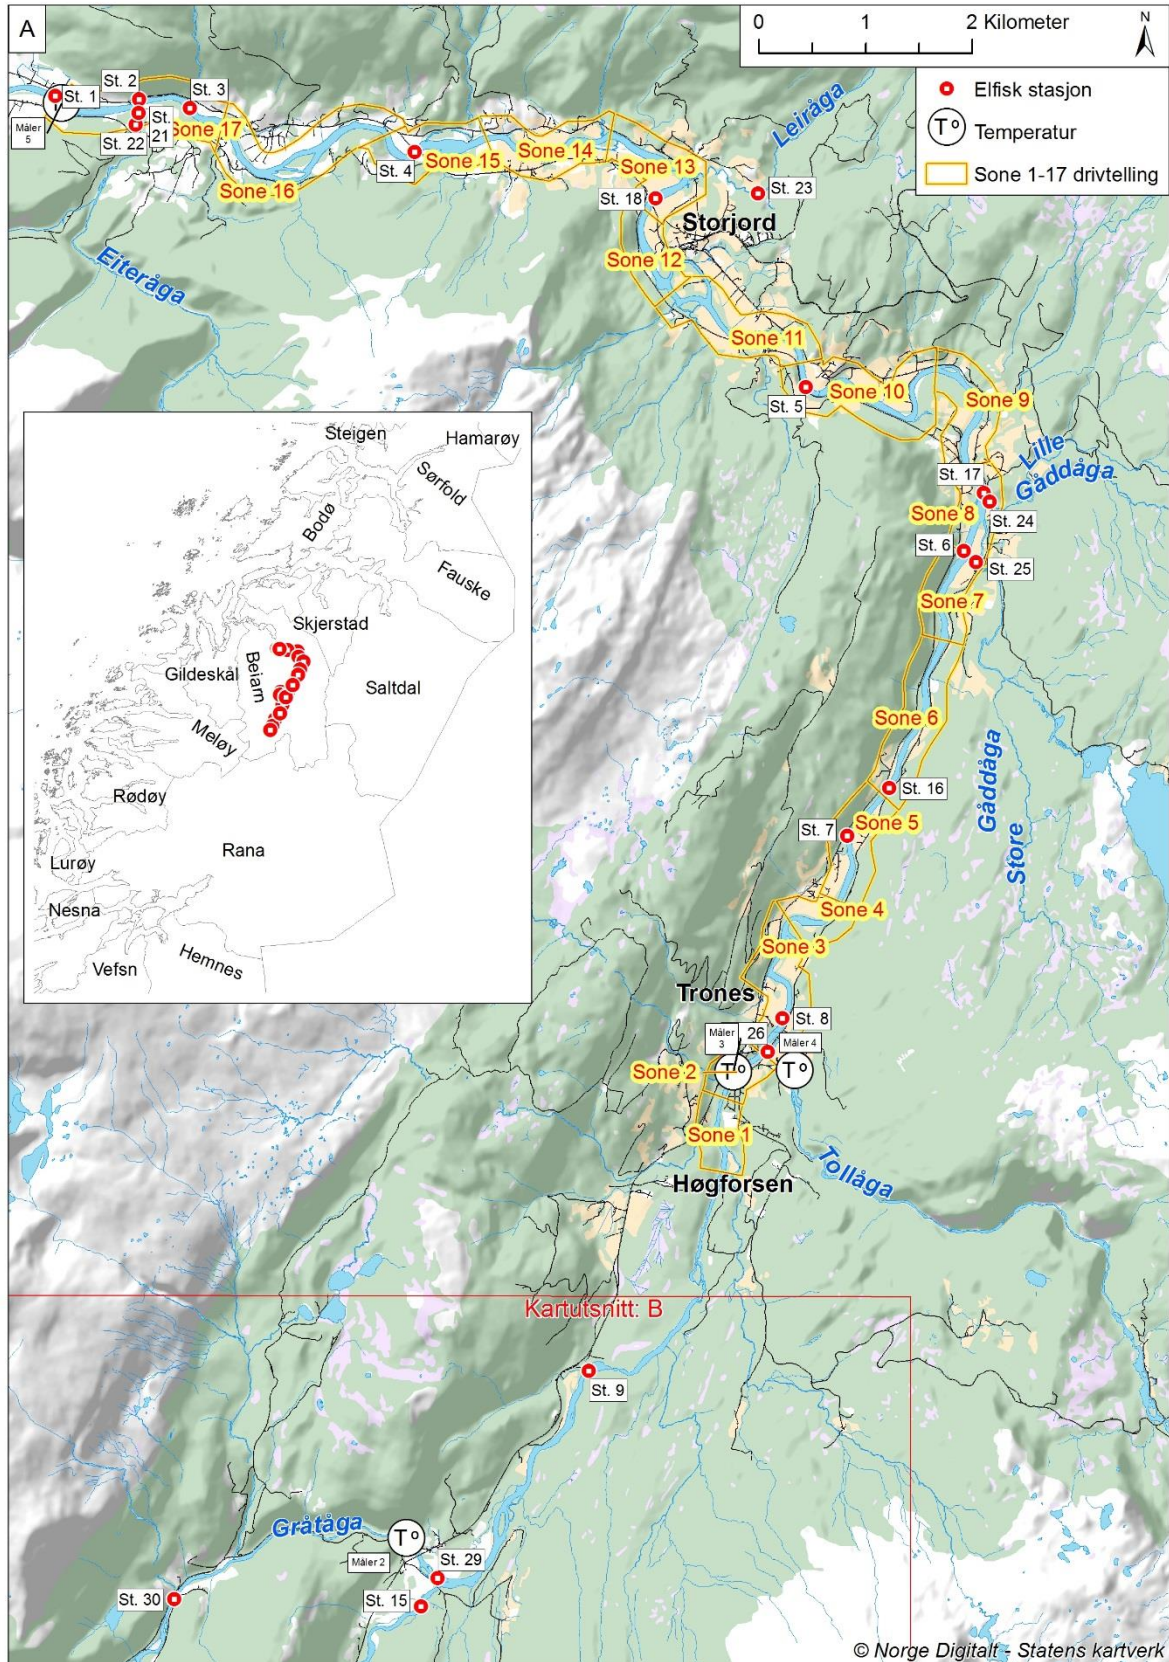 A
0 1 2 Kilometer
N
Elfisk stasjon
T° Temperatur
Sone 1-17 drivtelling
St. 1
Måler
5
St. 2
St. 3
St.
21
St. 22
Sone 17
Sone 16
St. 4
Sone 15
Sone 14
Sone 13
Leiråga
St. 18
St. 23
Storjord
Eiteråga
Sone 12
Sone 11
St. 5
Sone 10
Sone 9
Lille
Gåddåga
St. 17
Sone 8
St. 24
St. 6
St. 25
Sone 7
Sone 6
Gåddåga
Store
St. 16
St. 7
Sone 5
Sone 4
Sone 3
Trones
St. 8
Måler
3
26
Måler 4
Sone 2
T°
T°
Sone 1
Høgforsen
Tollåga
Steigen
Hamarøy
Sørfold
Bodø
Fauske
Skjerstad
Gildeskål
Beiarn
Saltdal
Meløy
Rødøy
Rana
Lurøy
Nesna
Hemnes
Vefsn
Kartutsnitt: B
St. 9
Gråtåga
T°
Måler 2
St. 29
St. 30
St. 15
© Norge Digitalt - Statens kartverk